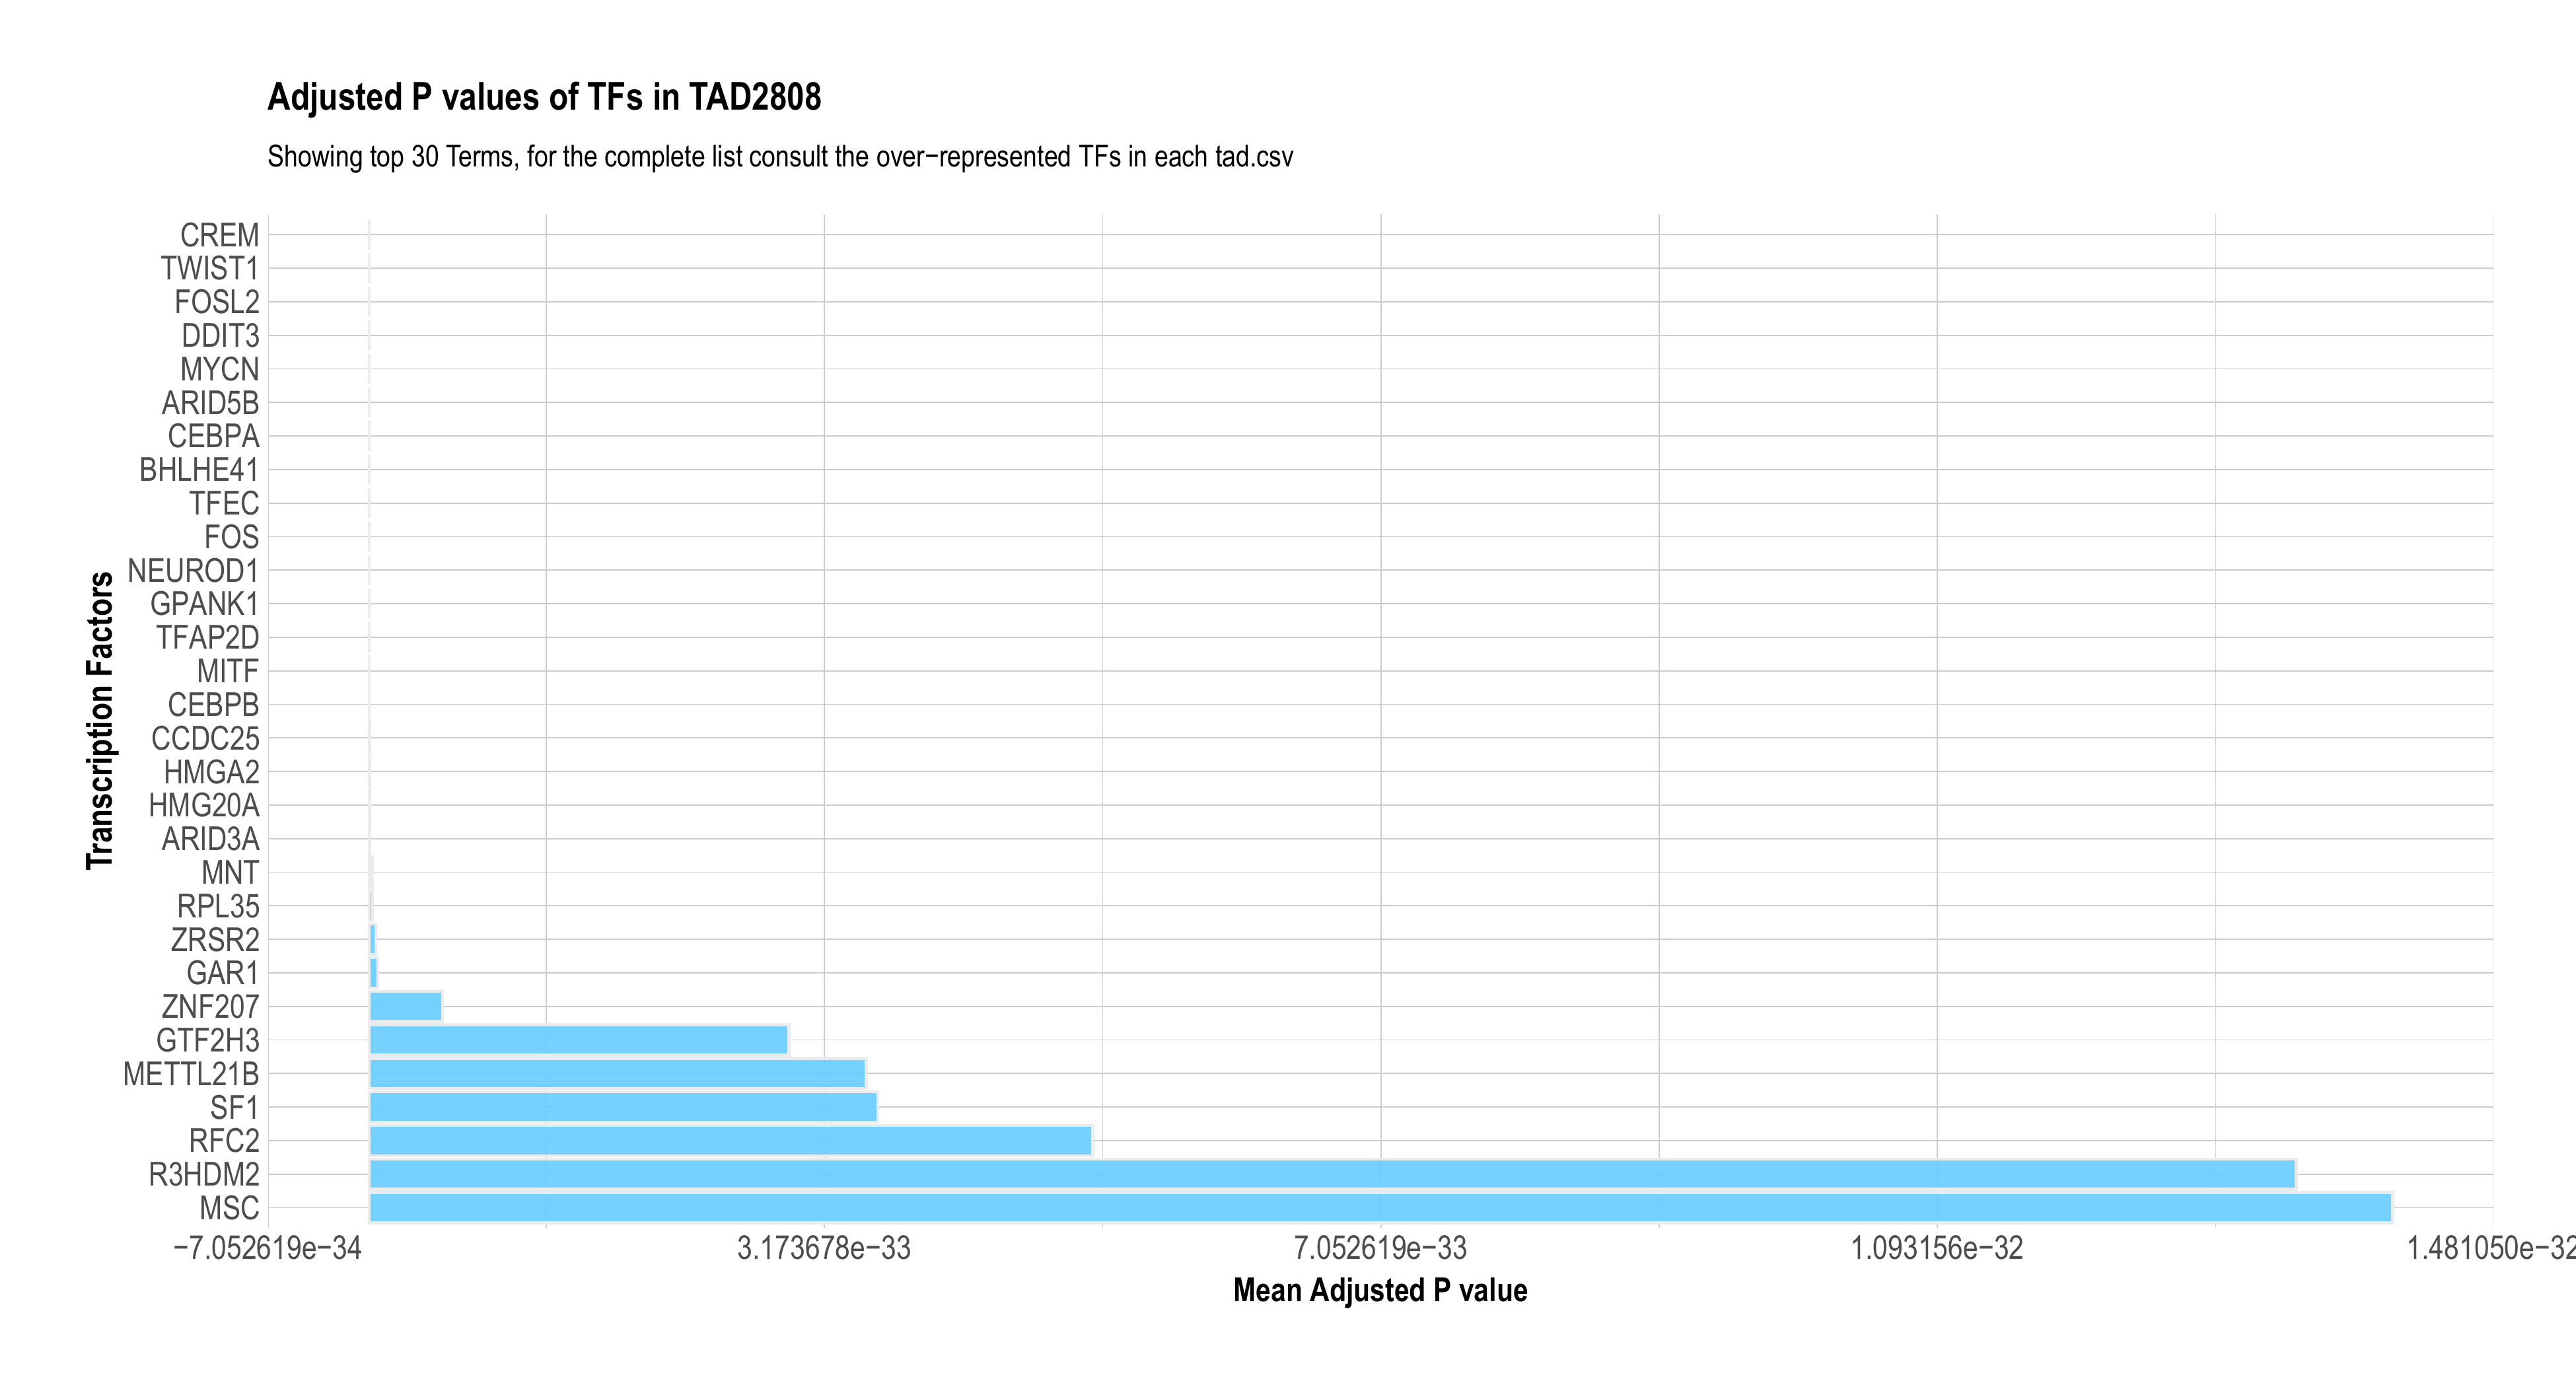 Adjusted P values of TFs in TAD2808
Showing top 30 Terms, for the complete list consult the over−represented TFs in each tad.csv
Transcription Factors
CREM
TWIST1
FOSL2
DDIT3
MYCN
ARID5B
CEBPA
BHLHE41
TFEC
FOS
NEUROD1
GPANK1
TFAP2D
MITF
CEBPB
CCDC25
HMGA2
HMG20A
ARID3A
MNT
RPL35
ZRSR2
GAR1
ZNF207
GTF2H3
METTL21B
SF1
RFC2
R3HDM2
MSC
−7.052619e−34 3.173678e−33 7.052619e−33 1.093156e−32 1.481050e−32
Mean Adjusted P value